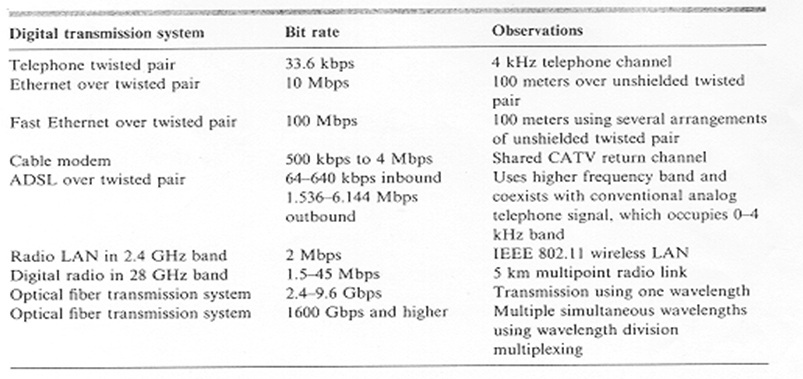 Digital transmission system Bit rate Observations
Telephone twisted pair 33.6 kbps 4 kHz telephone channel
Ethernet over twisted pair 10 Mbps 100 meters over unshielded twisted
pair
Fast Ethernet over twisted pair 100 Mbps 100 meters using several arrangements
of unshielded twisted pair
Cable modem 500 kbps to 4 Mbps Shared CATV return channel
ADSL over twisted pair 64–640 kbps inbound Uses higher frequency band and
1.536–6.144 Mbps coexists with conventional analog
outbound telephone signal, which occupies 0–4
kHz band
Radio LAN in 2.4 GHz band 2 Mbps IEEE 802.11 wireless LAN
Digital radio in 28 GHz band 1.5–45 Mbps 5 km multipoint radio link
Optical fiber transmission system 2.4–9.6 Gbps Transmission using one wavelength
Optical fiber transmission system 1600 Gbps and higher Multiple simultaneous wavelengths
using wavelength division
multiplexing